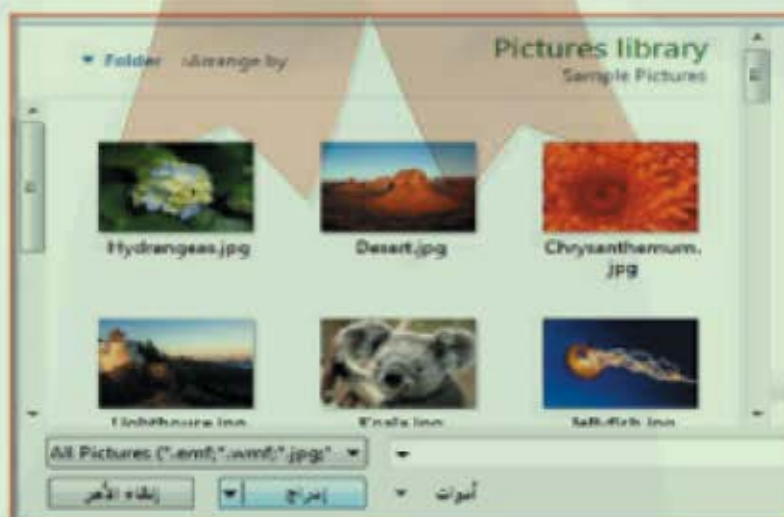 Pictures library
Folder Arrange by
Sample Pictures
Hydrangeas.jpg Desert.jpg Chrysanthemum.jpg
Lighthouse.jpg Koala.jpg Jellyfish.jpg
All Pictures (*.emf;*.wmf;*.jpg;*
أدوات إدراج إلغاء الأمر